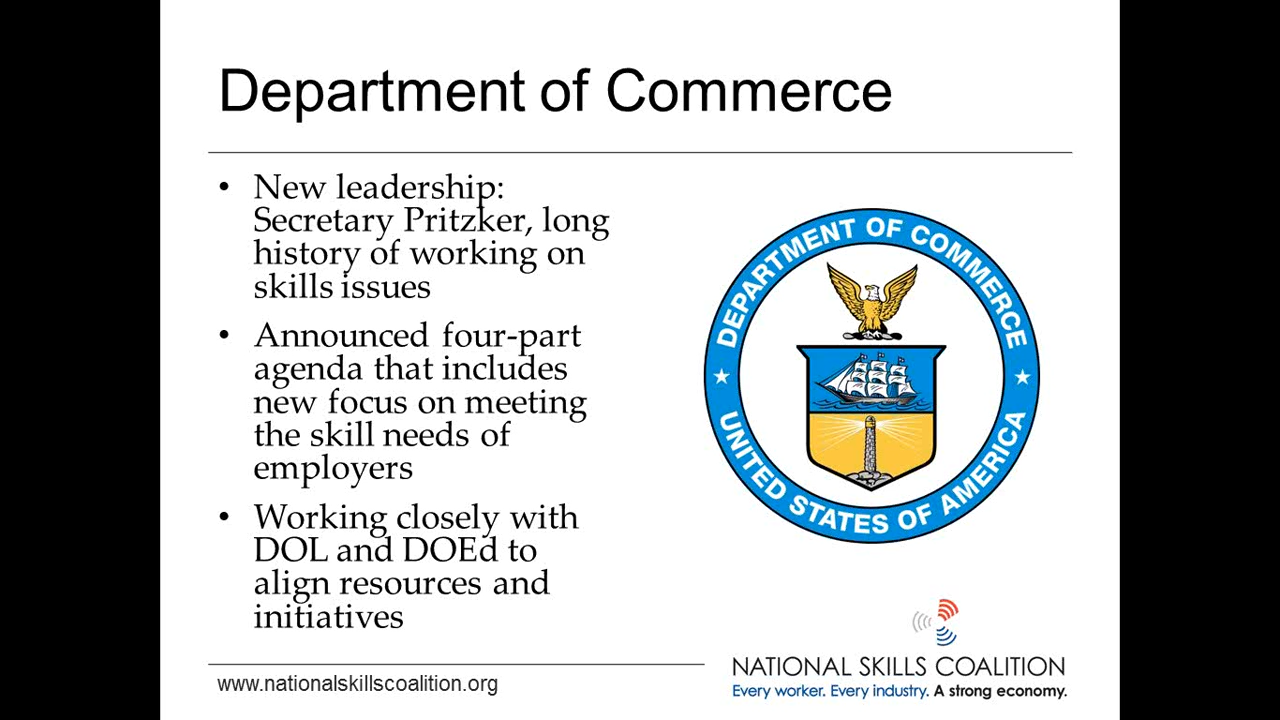 Department of Commerce
• New leadership:
Secretary Pritzker, long
history of working on
skills issues
• Announced four-part
agenda that includes
new focus on meeting
the skill needs of
employers
• Working closely with
DOL and DOEd to
align resources and
initiatives
DEPARTMENT OF COMMERCE
UNITED STATES OF AMERICA
NATIONAL SKILLS COALITION
Every worker. Every industry. A strong economy.
www.nationalskillscoalition.org